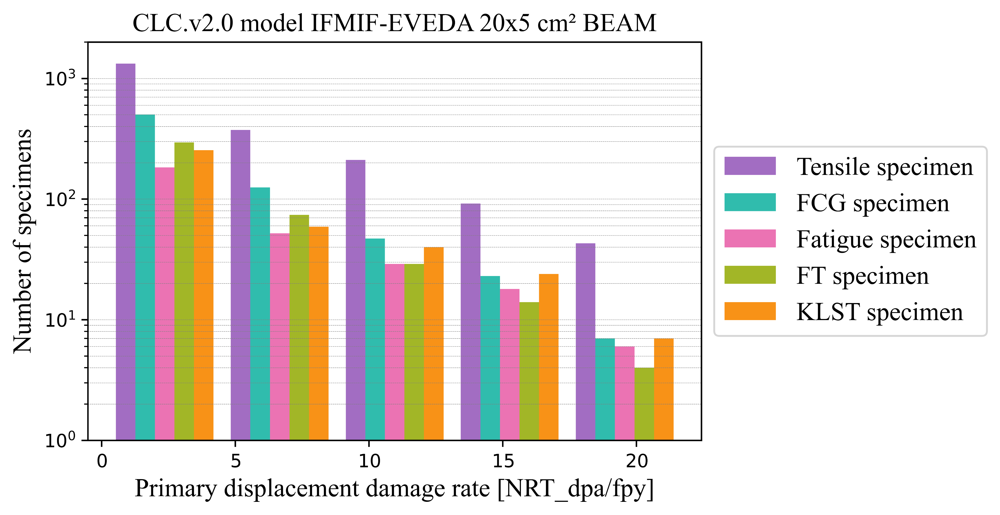 CLC.v2.0 model IFMIF-EVEDA 20x5 cm² BEAM
Number of specimens
10³
10²
10¹
10⁰
0 5 10 15 20
Primary displacement damage rate [NRT_dpa/fpy]
Tensile specimen
FCG specimen
Fatigue specimen
FT specimen
KLST specimen